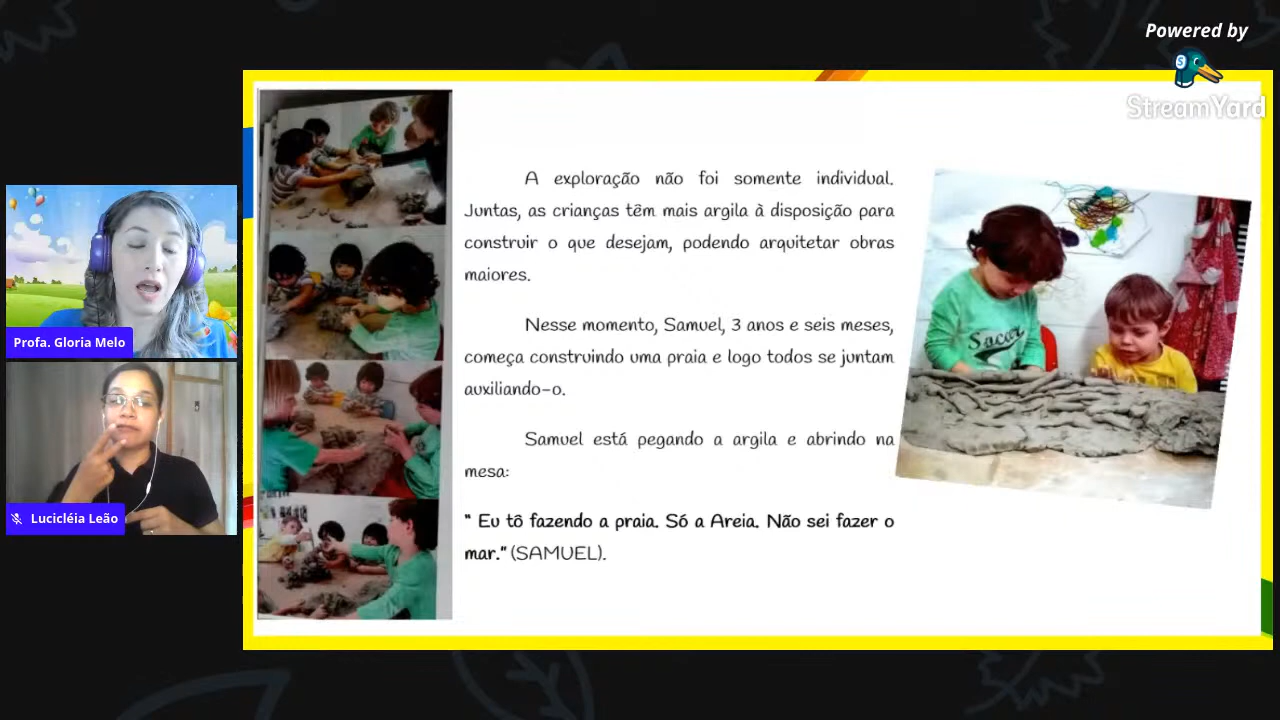 Powered by
StreamYard
A exploração não foi somente individual.
Juntas, as crianças têm mais argila à disposição para
construir o que desejam, podendo arquitetar obras
maiores.
Nesse momento, Samuel, 3 anos e seis meses,
começa construindo uma praia e logo todos se juntam
auxiliando-o.
Samuel está pegando a argila e abrindo na
mesa:
" Eu tô fazendo a praia. Só a Areia. Não sei fazer o
mar." (SAMUEL).
Profa. Gloria Melo
Lucicléia Leão